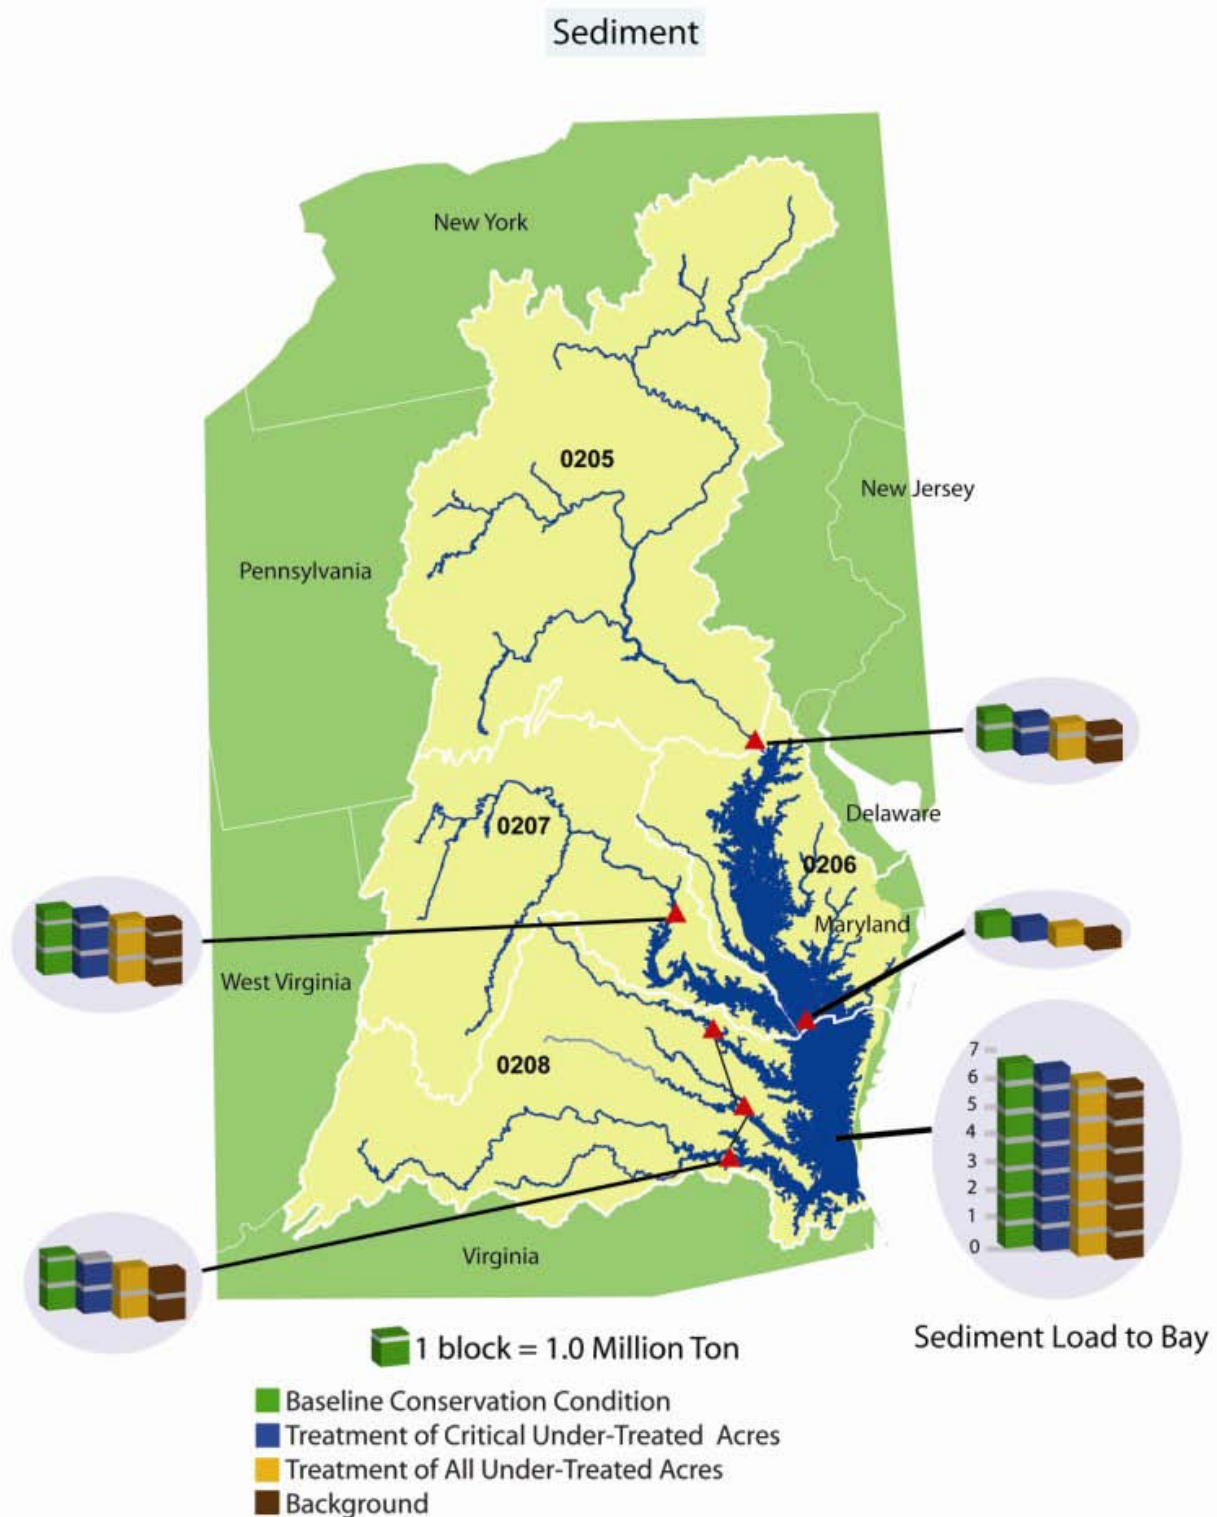 Sediment
New York
0205
New Jersey
Pennsylvania
Delaware
0207
0206
Maryland
West Virginia
0208
7
6
5
4
3
2
1
0
Virginia
Sediment Load to Bay
1 block = 1.0 Million Ton
Baseline Conservation Condition
Treatment of Critical Under-Treated Acres
Treatment of All Under-Treated Acres
Background